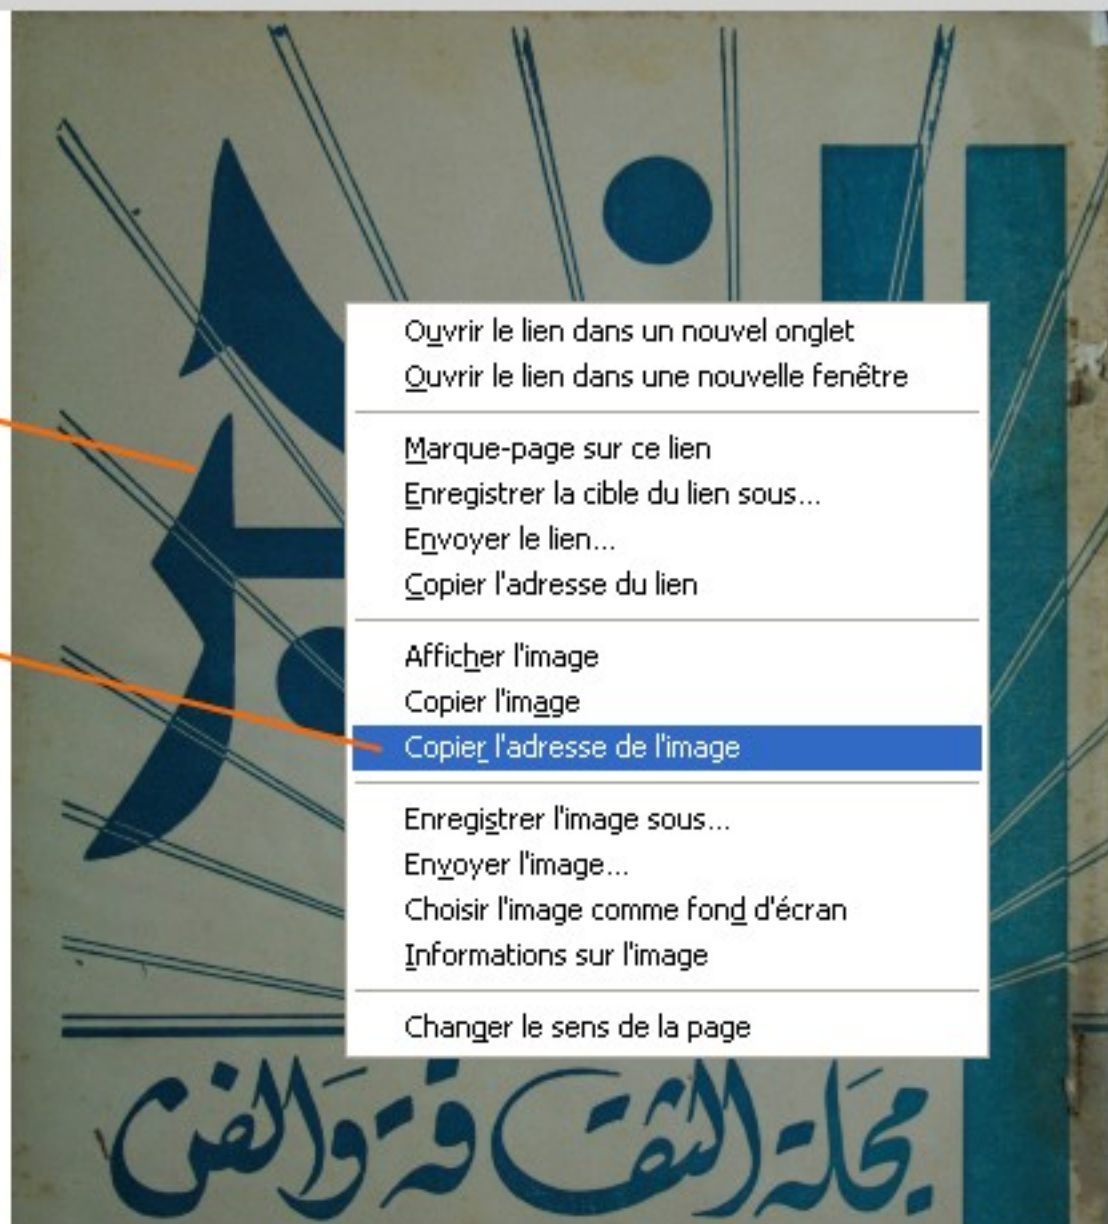 Ouvrir le lien dans un nouvel onglet
Ouvrir le lien dans une nouvelle fenêtre
Marque-page sur ce lien
Enregistrer la cible du lien sous...
Envoyer le lien...
Copier l'adresse du lien
Afficher l'image
Copier l'image
Copier l'adresse de l'image
Enregistrer l'image sous...
Envoyer l'image...
Choisir l'image comme fond d'écran
Informations sur l'image
Changer le sens de la page
مجلة الثقافة والفن